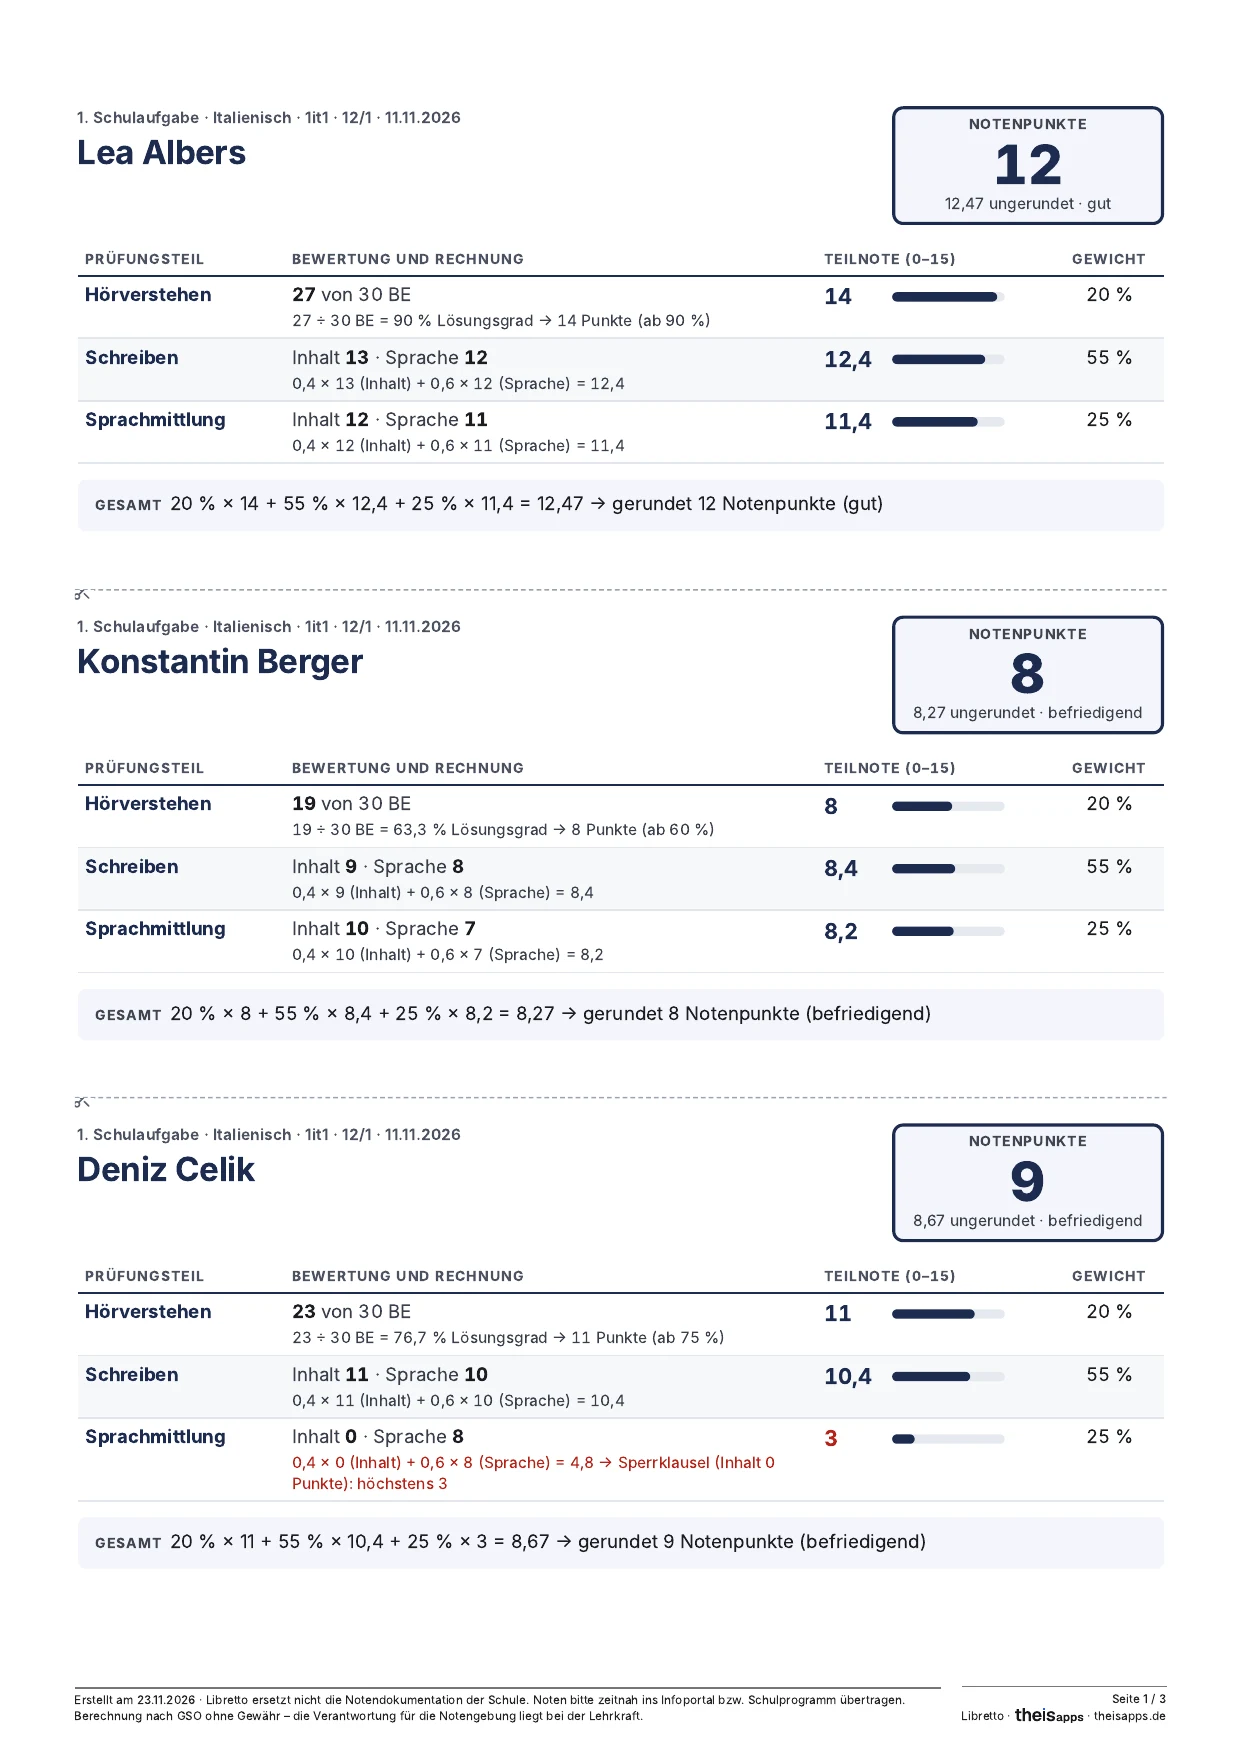 1. Schulaufgabe · Italienisch · 1it1 · 12/1 · 11.11.2026
Lea Albers
NOTENPUNKTE
12
12,47 ungerundet · gut
PRÜFUNGSTEIL BEWERTUNG UND RECHNUNG TEILNOTE (0–15) GEWICHT
Hörverstehen 27 von 30 BE 14 20 %
27 ÷ 30 BE = 90 % Lösungsgrad → 14 Punkte (ab 90 %)
Schreiben Inhalt 13 · Sprache 12 12,4 55 %
0,4 × 13 (Inhalt) + 0,6 × 12 (Sprache) = 12,4
Sprachmittlung Inhalt 12 · Sprache 11 11,4 25 %
0,4 × 12 (Inhalt) + 0,6 × 11 (Sprache) = 11,4
GESAMT 20 % × 14 + 55 % × 12,4 + 25 % × 11,4 = 12,47 → gerundet 12 Notenpunkte (gut)
1. Schulaufgabe · Italienisch · 1it1 · 12/1 · 11.11.2026
Konstantin Berger
NOTENPUNKTE
8
8,27 ungerundet · befriedigend
PRÜFUNGSTEIL BEWERTUNG UND RECHNUNG TEILNOTE (0–15) GEWICHT
Hörverstehen 19 von 30 BE 8 20 %
19 ÷ 30 BE = 63,3 % Lösungsgrad → 8 Punkte (ab 60 %)
Schreiben Inhalt 9 · Sprache 8 8,4 55 %
0,4 × 9 (Inhalt) + 0,6 × 8 (Sprache) = 8,4
Sprachmittlung Inhalt 10 · Sprache 7 8,2 25 %
0,4 × 10 (Inhalt) + 0,6 × 7 (Sprache) = 8,2
GESAMT 20 % × 8 + 55 % × 8,4 + 25 % × 8,2 = 8,27 → gerundet 8 Notenpunkte (befriedigend)
1. Schulaufgabe · Italienisch · 1it1 · 12/1 · 11.11.2026
Deniz Celik
NOTENPUNKTE
9
8,67 ungerundet · befriedigend
PRÜFUNGSTEIL BEWERTUNG UND RECHNUNG TEILNOTE (0–15) GEWICHT
Hörverstehen 23 von 30 BE 11 20 %
23 ÷ 30 BE = 76,7 % Lösungsgrad → 11 Punkte (ab 75 %)
Schreiben Inhalt 11 · Sprache 10 10,4 55 %
0,4 × 11 (Inhalt) + 0,6 × 10 (Sprache) = 10,4
Sprachmittlung Inhalt 0 · Sprache 8 3 25 %
0,4 × 0 (Inhalt) + 0,6 × 8 (Sprache) = 4,8 → Sperrklausel (Inhalt 0
Punkte): höchstens 3
GESAMT 20 % × 11 + 55 % × 10,4 + 25 % × 3 = 8,67 → gerundet 9 Notenpunkte (befriedigend)
Erstellt am 23.11.2026 · Libretto ersetzt nicht die Notendokumentation der Schule. Noten bitte zeitnah ins Infoportal bzw. Schulprogramm übertragen.
Berechnung nach GSO ohne Gewähr – die Verantwortung für die Notengebung liegt bei der Lehrkraft.
Seite 1 / 3
Libretto · theisapps · theisapps.de